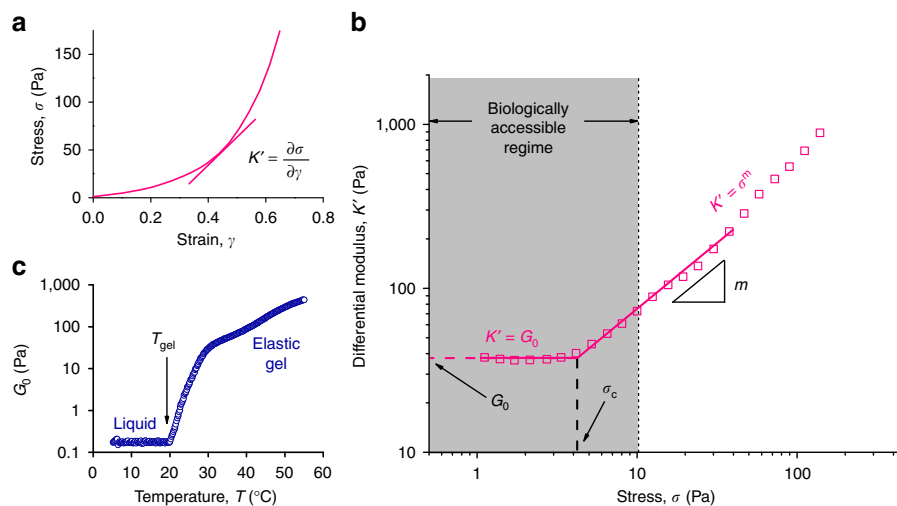 a
150
100
50
0
Stress, σ (Pa)
K′ = ∂σ
∂γ
0.0 0.2 0.4 0.6 0.8
Strain, γ
b
1,000
100
10
Differential modulus, K′ (Pa)
Biologically
accessible
regime
K′ = σᵐ
m
K′ = G₀
G₀
σc
1 10 100
Stress, σ (Pa)
c
1,000
100
10
1
0.1
G₀ (Pa)
Tgel
Elastic
gel
Liquid
0 10 20 30 40 50 60
Temperature, T (°C)